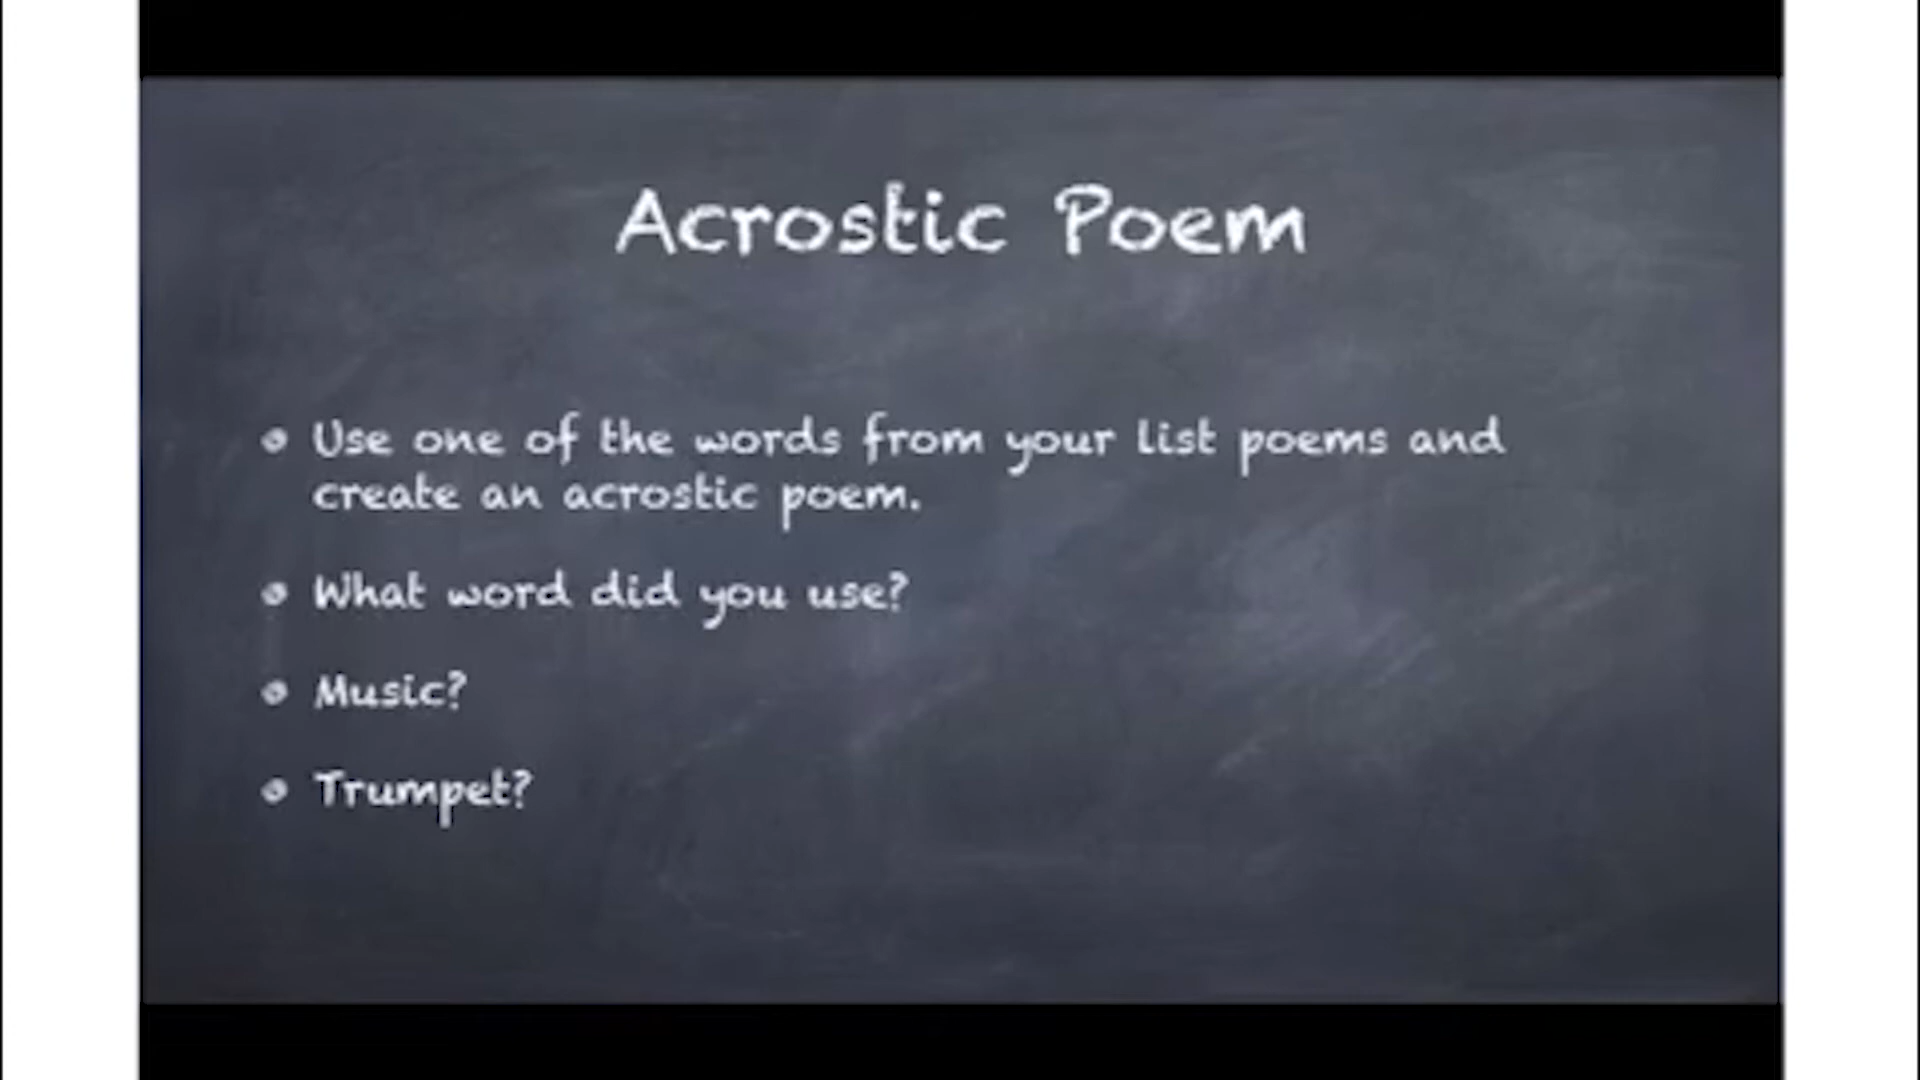 Acrostic Poem
Use one of the words from your list poems and
create an acrostic poem.
What word did you use?
Music?
Trumpet?